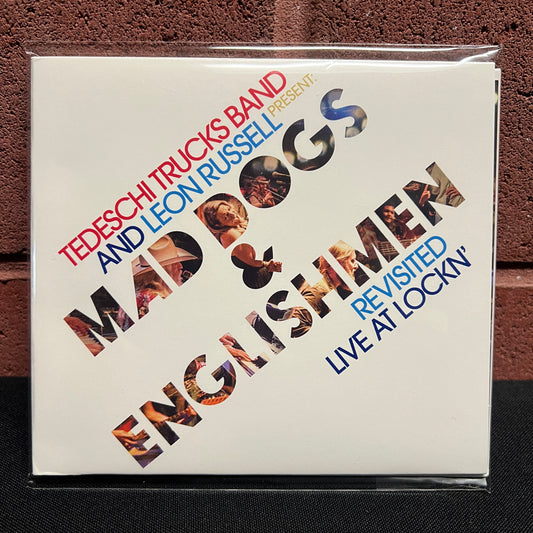 TEDESCHI TRUCKS BAND
AND LEON RUSSELL PRESENT:
MAD DOGS
&
ENGLISHMEN
REVISITED
LIVE AT LOCKN'